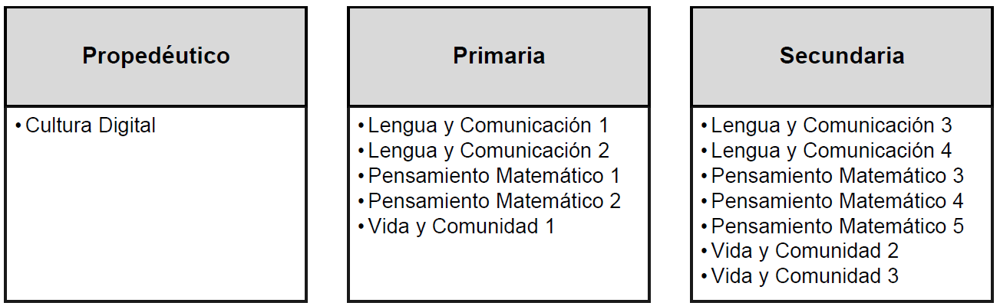 Propedéutico
• Cultura Digital
Primaria
• Lengua y Comunicación 1
• Lengua y Comunicación 2
• Pensamiento Matemático 1
• Pensamiento Matemático 2
• Vida y Comunidad 1
Secundaria
• Lengua y Comunicación 3
• Lengua y Comunicación 4
• Pensamiento Matemático 3
• Pensamiento Matemático 4
• Pensamiento Matemático 5
• Vida y Comunidad 2
• Vida y Comunidad 3